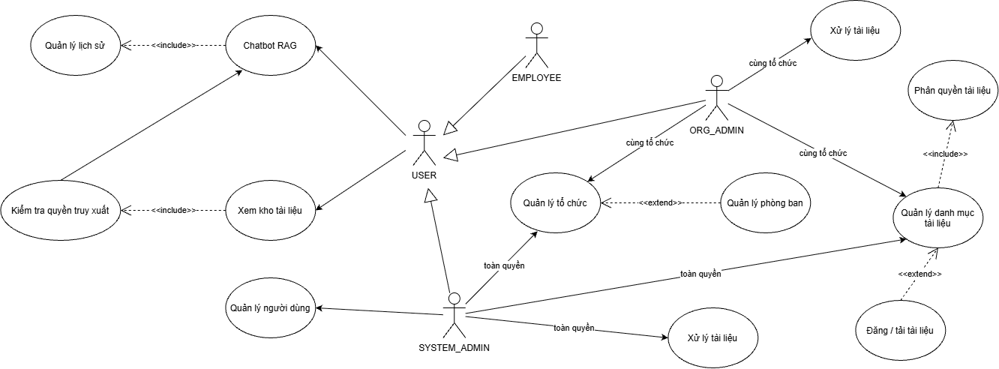 Xử lý tài liệu
Quản lý lịch sử
<<include>>
Chatbot RAG
EMPLOYEE
cùng tổ chức
Phân quyền tài liệu
ORG_ADMIN
cùng tổ chức
cùng tổ chức
<<include>>
USER
Kiểm tra quyền truy xuất
<<include>>
Xem kho tài liệu
Quản lý tổ chức
<<extend>>
Quản lý phòng ban
Quản lý danh mục
tài liệu
toàn quyền
toàn quyền
<<extend>>
Quản lý người dùng
toàn quyền
Xử lý tài liệu
Đăng / tải tài liệu
SYSTEM_ADMIN